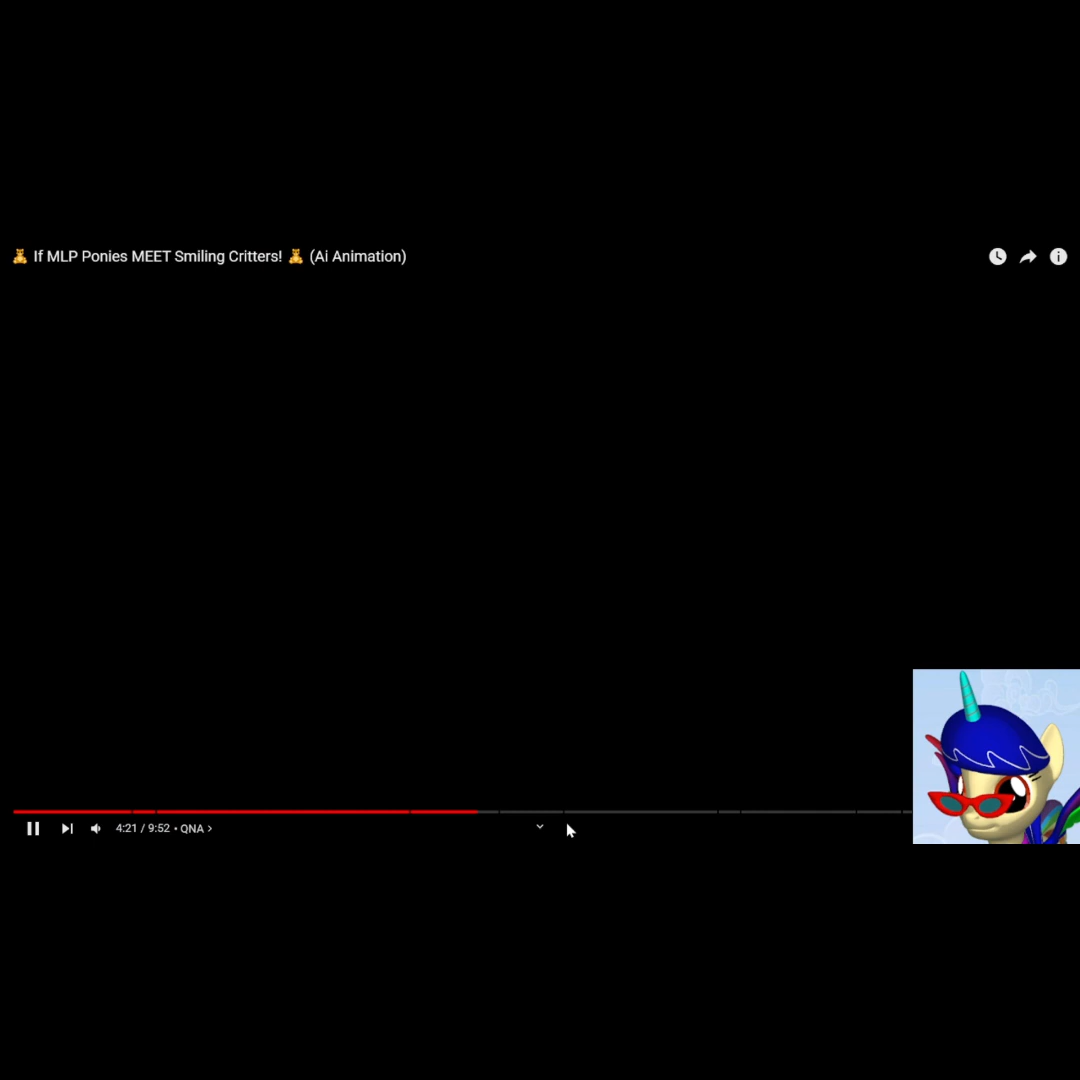 🧸 If MLP Ponies MEET Smiling Critters! 🧸 (Ai Animation)
4:21 / 9:52 • QNA >